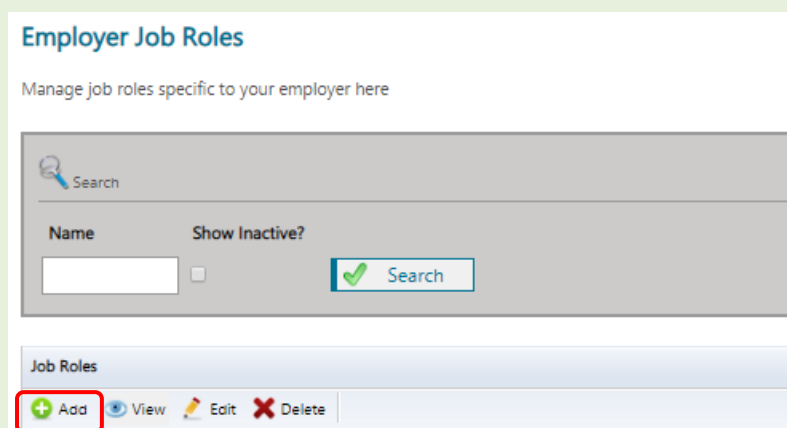 Employer Job Roles
Manage job roles specific to your employer here
Search
Name Show Inactive?
Search
Job Roles
Add View Edit Delete